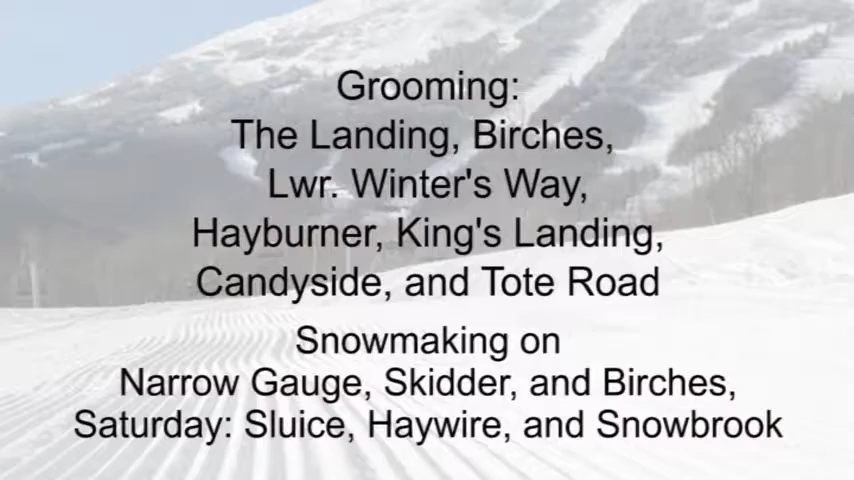 Grooming:
The Landing, Birches,
Lwr. Winter's Way,
Hayburner, King's Landing,
Candyside, and Tote Road
Snowmaking on
Narrow Gauge, Skidder, and Birches,
Saturday: Sluice, Haywire, and Snowbrook